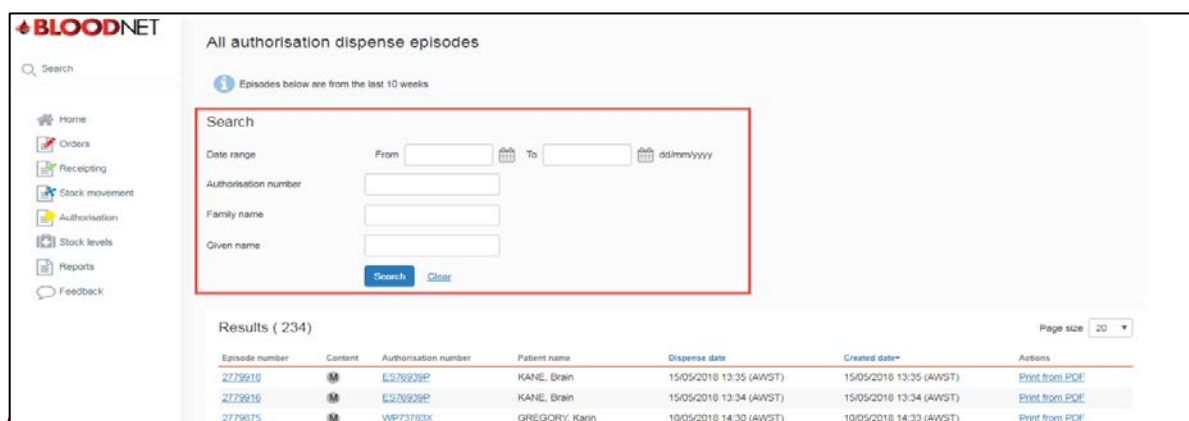 BLOODNET
Search
Home
Orders
Receipting
Stock movement
Authorisation
Stock levels
Reports
Feedback
All authorisation dispense episodes
Episodes below are from the last 10 weeks
Search
Date range From To dd/mm/yyyy
Authorisation number
Family name
Given name
Search Clear
Results ( 234) Page size 20
Episode number Content Authorisation number Patient name Dispense date Created date Actions
2779918 M ES76939P KANE, Brain 15/05/2018 13:35 (AWST) 15/05/2018 13:35 (AWST) Print from PDF
2779916 M ES76939P KANE, Brain 15/05/2018 13:34 (AWST) 15/05/2018 13:34 (AWST) Print from PDF
2779875 M WP73783X GREGORY, Karin 10/05/2018 14:30 (AWST) 10/05/2018 14:33 (AWST) Print from PDF